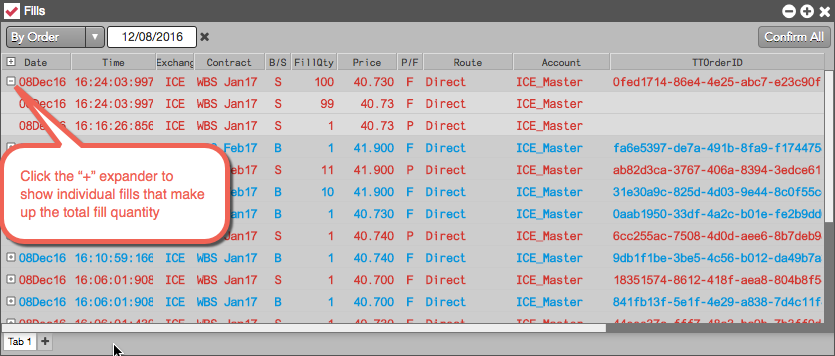 Fills
By Order 12/08/2016 Confirm All
Date Time Exchang Contract B/S FillQty Price P/F Route Account TTOrderID
08Dec16 16:24:03:997 ICE WBS Jan17 S 100 40.730 F Direct ICE_Master 0fed1714-86e4-4e25-abc7-e23c90f
08Dec16 16:24:03:997 ICE WBS Jan17 S 99 40.73 F Direct ICE_Master
08Dec16 16:16:26:856 ICE WBS Jan17 S 1 40.73 P Direct ICE_Master
Feb17 B 1 41.900 F Direct ICE_Master fa6e5397-de7a-491b-8fa9-f174475
Feb17 S 11 41.900 P Direct ICE_Master ab82d3ca-3767-406a-8394-3edce61
Feb17 B 10 41.900 F Direct ICE_Master 31e30a9c-825d-4d03-9e44-8c0f55c
Jan17 B 1 40.730 F Direct ICE_Master 0aab1950-33df-4a2c-b01e-fe2b9dd
Jan17 S 1 40.740 P Direct ICE_Master 6cc255ac-7508-4d0d-aee6-8b7deb9
Click the “+” expander to
show individual fills that make
up the total fill quantity
08Dec16 16:10:59:166 ICE WBS Jan17 B 1 40.740 F Direct ICE_Master 9db1f1be-3be5-4c56-b012-da49b7a
08Dec16 16:06:01:908 ICE WBS Jan17 S 1 40.700 F Direct ICE_Master 18351574-8612-418f-aea8-804b8f5
08Dec16 16:06:01:908 ICE WBS Jan17 B 1 40.700 F Direct ICE_Master 841fb13f-5e1f-4e29-a838-7d4c11f
Tab 1 +